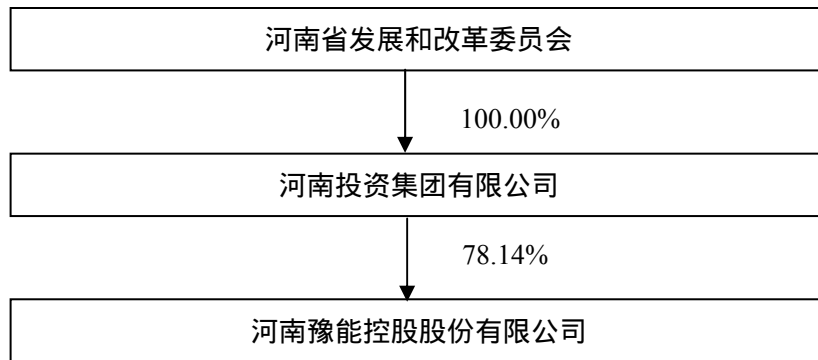 河南省发展和改革委员会
100.00%
河南投资集团有限公司
78.14%
河南豫能控股股份有限公司